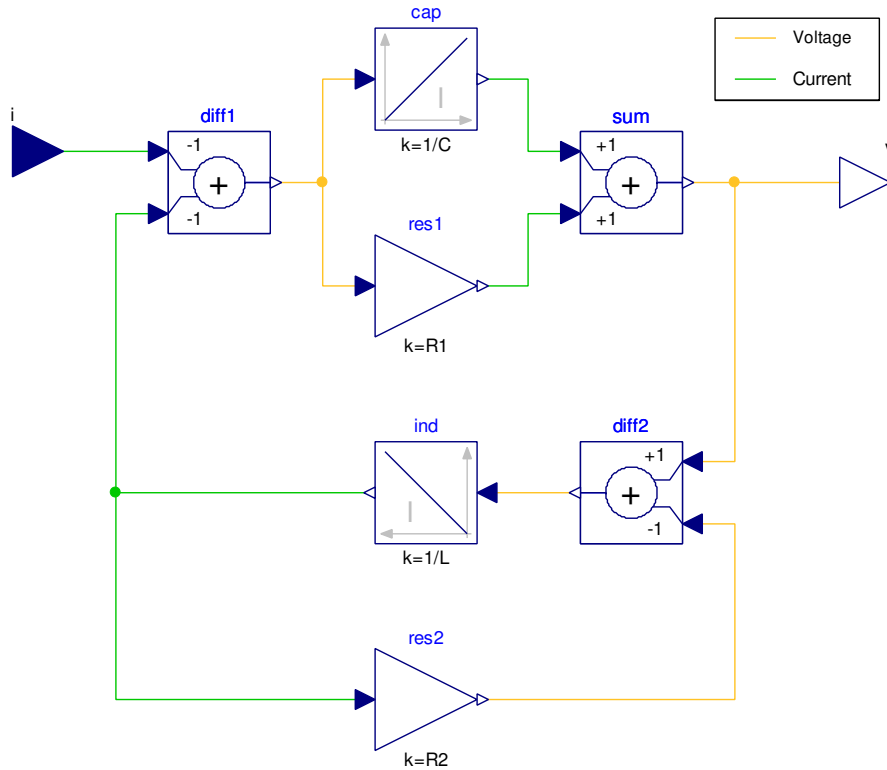 cap
Voltage
Current
i
diff1
-1
+
-1
I
k=1/C
sum
+1
+
+1
res1
k=R1
ind
I
k=1/L
diff2
+1
+
-1
res2
k=R2